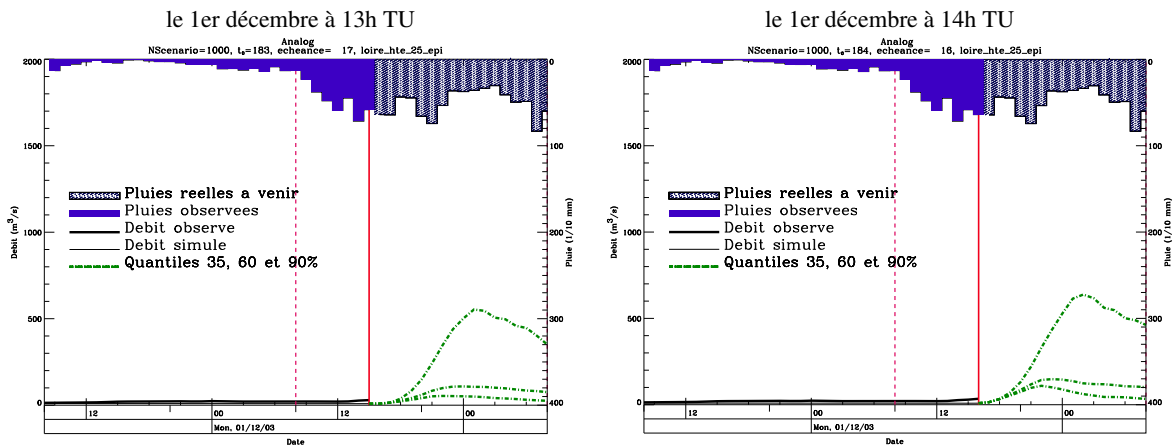 le 1er décembre à 13h TU
Analog
NScenario=1000, t₀=183, echeance= 17, loire_hte_25_epi
2000
1500
1000
500
0
Debit (m³/s)
0
100
200
300
400
Pluie (1/10 mm)
Pluies reelles a venir
Pluies observees
Debit observe
Debit simule
Quantiles 35, 60 et 90%
12
00
12
00
Mon, 01/12/03
Date
le 1er décembre à 14h TU
Analog
NScenario=1000, t₀=184, echeance= 16, loire_hte_25_epi
2000
1500
1000
500
0
Debit (m³/s)
0
100
200
300
400
Pluie (1/10 mm)
Pluies reelles a venir
Pluies observees
Debit observe
Debit simule
Quantiles 35, 60 et 90%
12
00
12
00
Mon, 01/12/03
Date